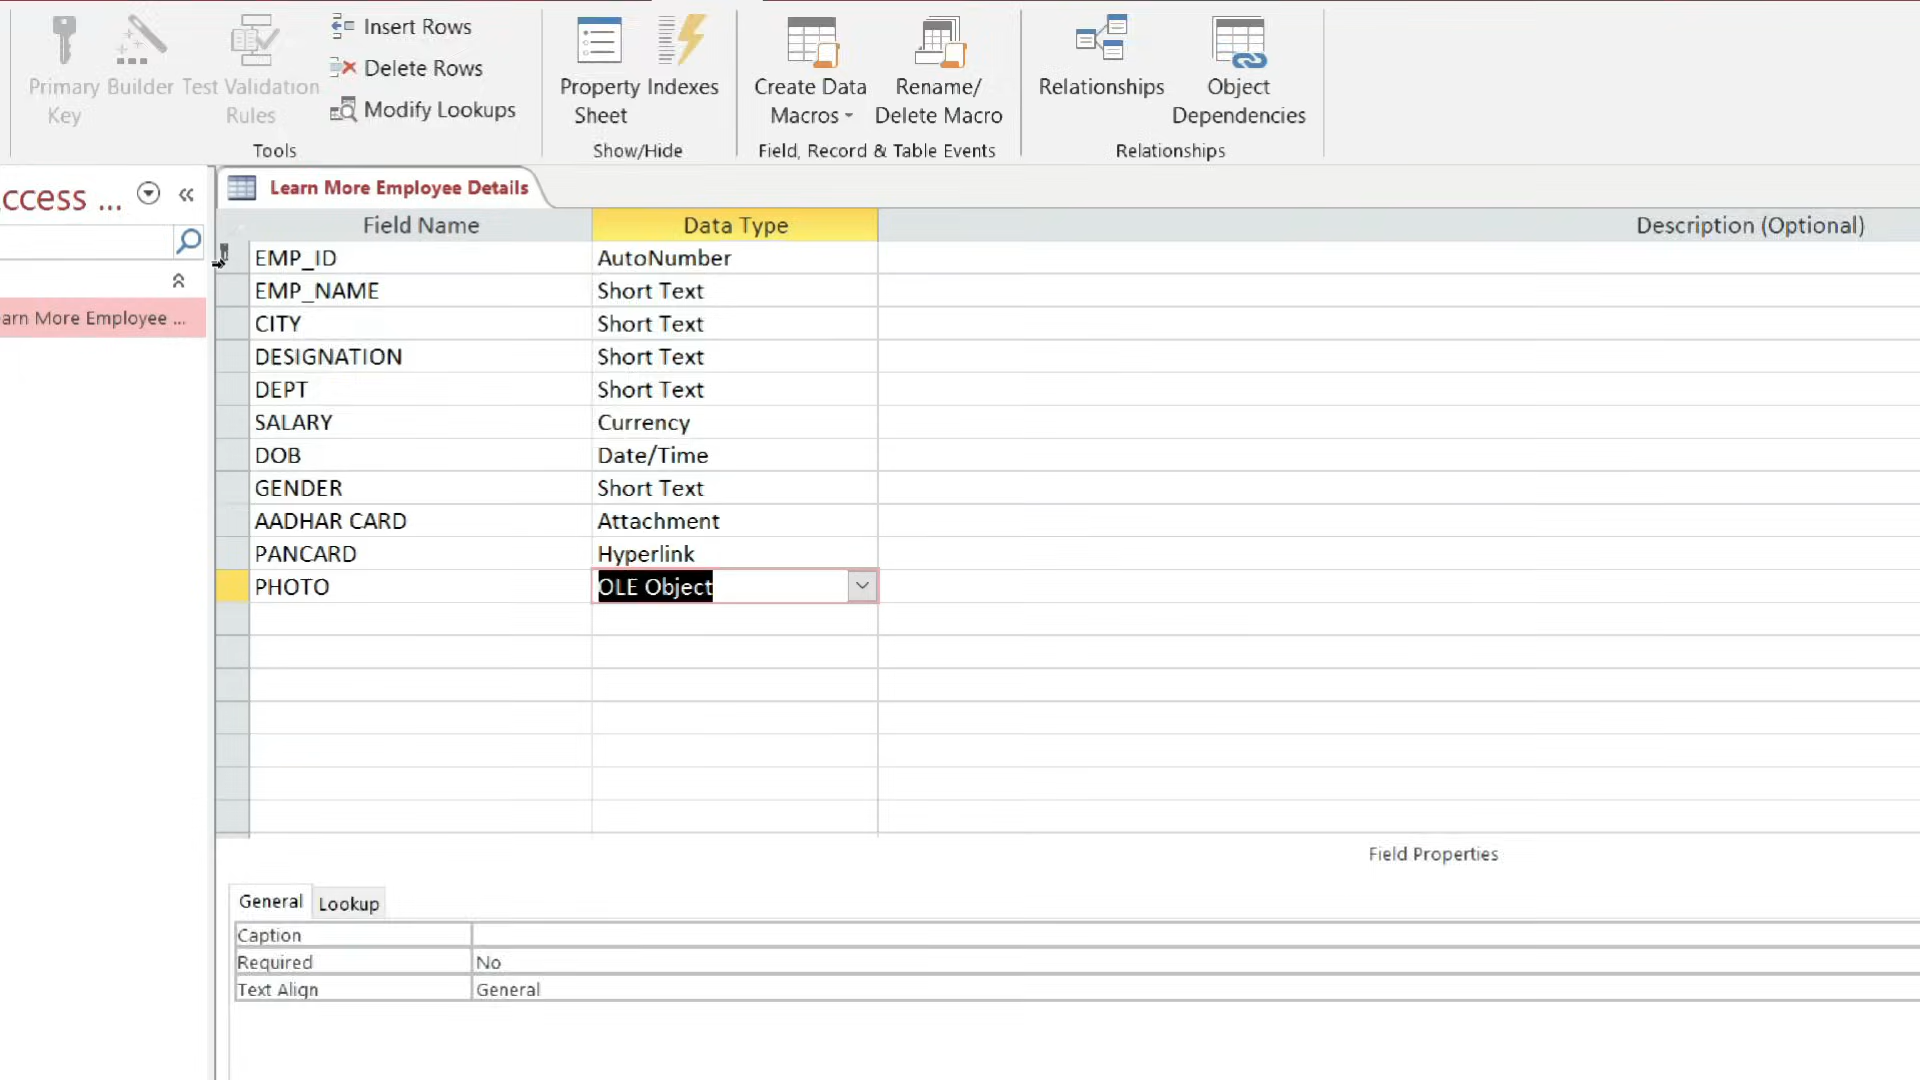 Insert Rows
Delete Rows
Modify Lookups
Primary Key
Builder
Test Validation Rules
Tools
Property Sheet
Indexes
Show/Hide
Create Data Macros
Rename/ Delete Macro
Field, Record & Table Events
Relationships
Object Dependencies
Relationships
ccess ...
arn More Employee ...
Learn More Employee Details
Field Name Data Type Description (Optional)
EMP_ID AutoNumber
EMP_NAME Short Text
CITY Short Text
DESIGNATION Short Text
DEPT Short Text
SALARY Currency
DOB Date/Time
GENDER Short Text
AADHAR CARD Attachment
PANCARD Hyperlink
PHOTO OLE Object
Field Properties
General Lookup
Caption
Required No
Text Align General